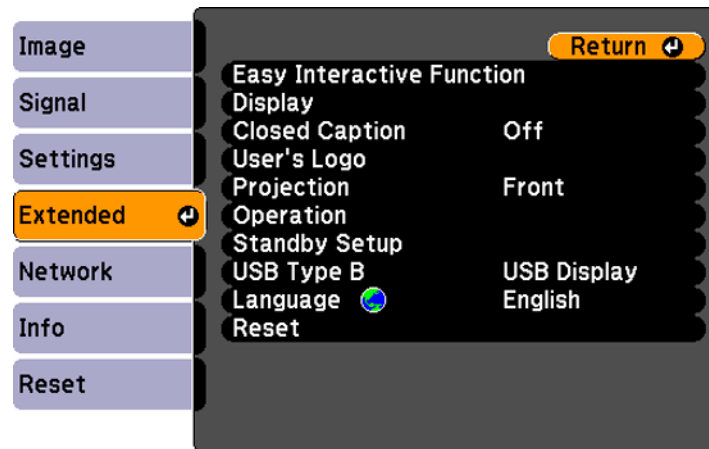 Image
Signal
Settings
Extended
Network
Info
Reset
Return
Easy Interactive Function
Display
Closed Caption Off
User's Logo
Projection Front
Operation
Standby Setup
USB Type B USB Display
Language English
Reset